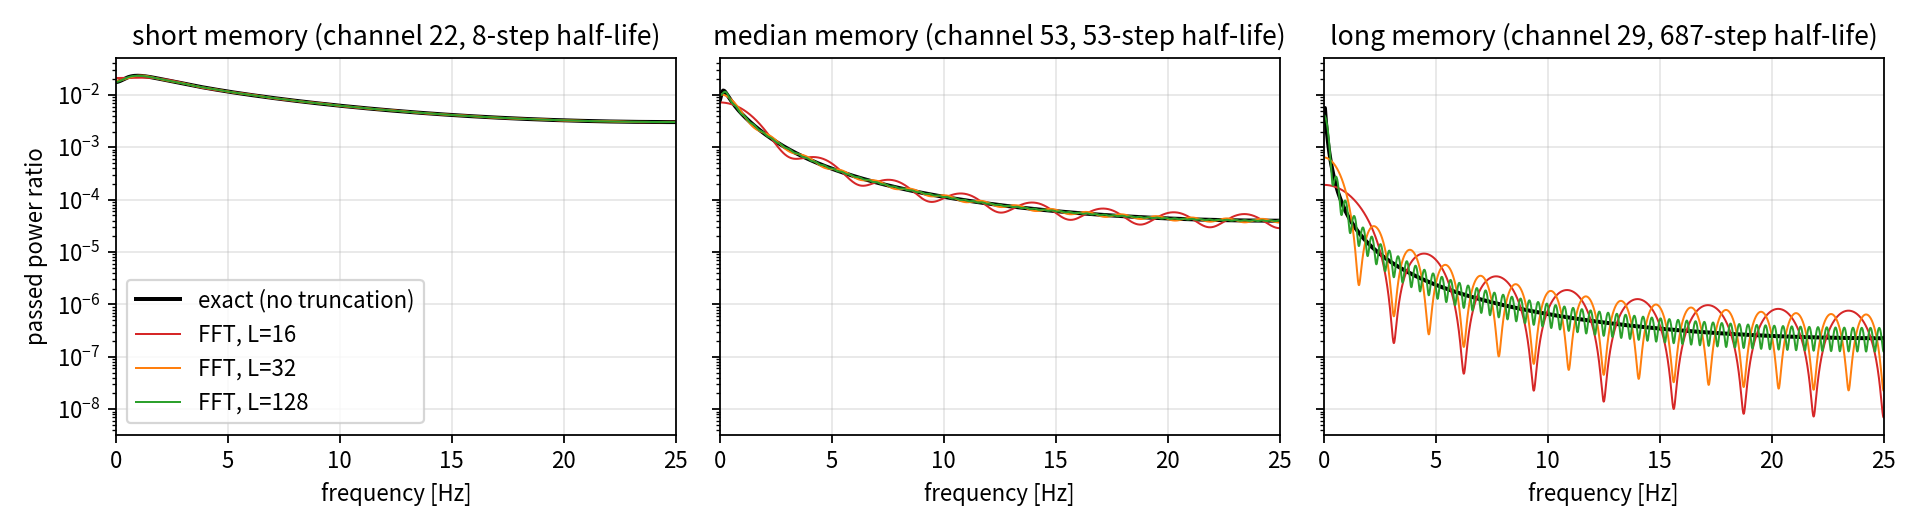 short memory (channel 22, 8-step half-life)
median memory (channel 53, 53-step half-life)
long memory (channel 29, 687-step half-life)
passed power ratio
10⁻²
10⁻³
10⁻⁴
10⁻⁵
10⁻⁶
10⁻⁷
10⁻⁸
exact (no truncation)
FFT, L=16
FFT, L=32
FFT, L=128
0 5 10 15 20 25
0 5 10 15 20 25
0 5 10 15 20 25
frequency [Hz]
frequency [Hz]
frequency [Hz]